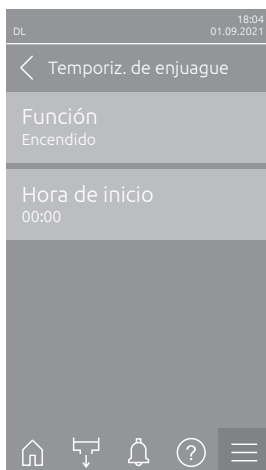 18:04
DL 01.09.2021
Temporiz. de enjuague
Función
Encendido
Hora de inicio
00:00
?